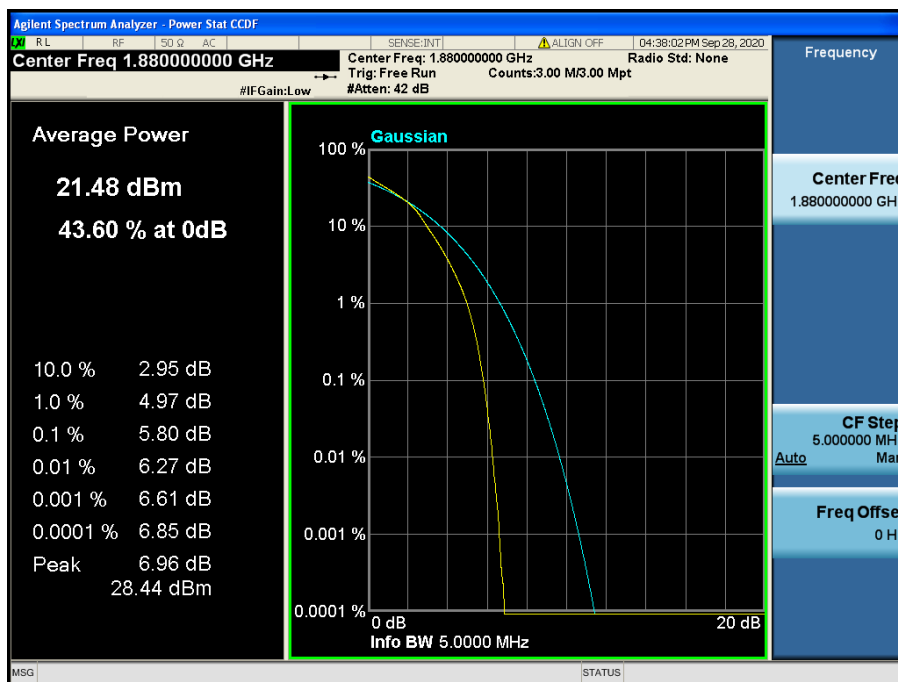 Agilent Spectrum Analyzer - Power Stat CCDF
LXI RL RF 50 Ω AC SENSE:INT ALIGN OFF 04:38:02 PM Sep 28, 2020
Center Freq 1.880000000 GHz
Center Freq: 1.880000000 GHz Radio Std: None
Trig: Free Run Counts:3.00 M/3.00 Mpt
#IFGain:Low #Atten: 42 dB
Frequency
Average Power
21.48 dBm
43.60 % at 0dB
10.0 % 2.95 dB
1.0 % 4.97 dB
0.1 % 5.80 dB
0.01 % 6.27 dB
0.001 % 6.61 dB
0.0001 % 6.85 dB
Peak 6.96 dB
28.44 dBm
Gaussian
100 %
10 %
1 %
0.1 %
0.01 %
0.001 %
0.0001 %
0 dB 20 dB
Info BW 5.0000 MHz
Center Fre
1.880000000 GH
CF Step
5.000000 MH
Auto Ma
Freq Offse
0 H
MSG STATUS